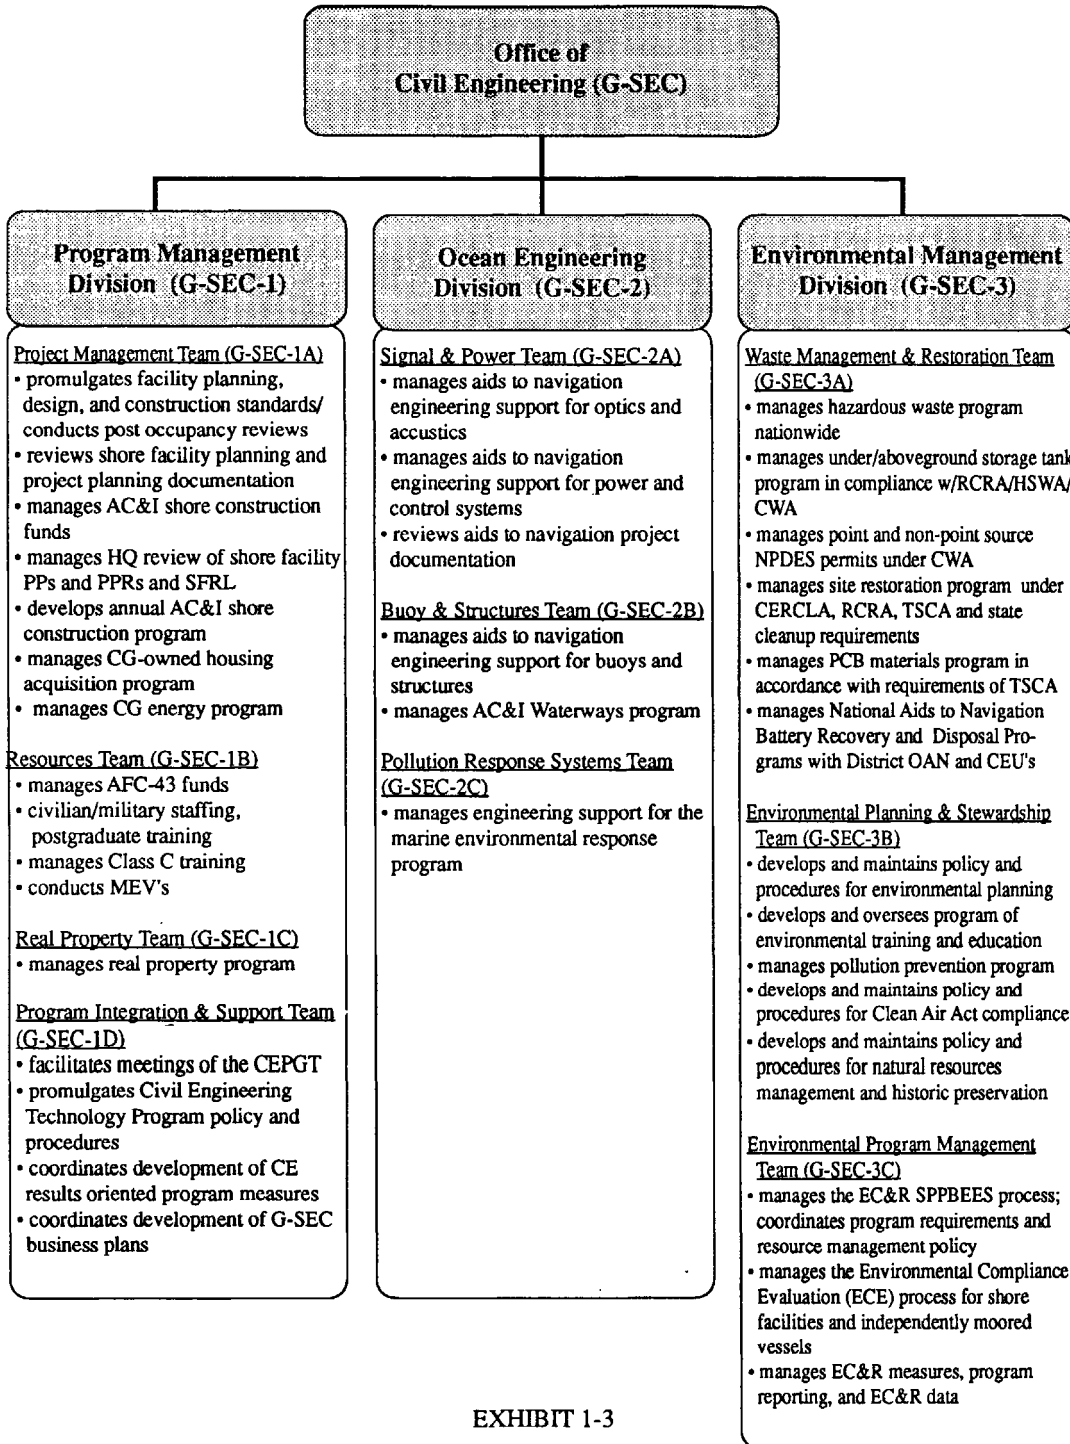 Office of
Civil Engineering (G-SEC)
Program Management
Division (G-SEC-1)
Project Management Team (G-SEC-1A)
• promulgates facility planning,
design, and construction standards/
conducts post occupancy reviews
• reviews shore facility planning and
project planning documentation
• manages AC&I shore construction
funds
• manages HQ review of shore facility
PPs and PPRs and SFRL
• develops annual AC&I shore
construction program
• manages CG-owned housing
acquisition program
• manages CG energy program
Resources Team (G-SEC-1B)
• manages AFC-43 funds
• civilian/military staffing,
postgraduate training
• manages Class C training
• conducts MEV's
Real Property Team (G-SEC-1C)
• manages real property program
Program Integration & Support Team
(G-SEC-1D)
• facilitates meetings of the CEPGT
• promulgates Civil Engineering
Technology Program policy and
procedures
• coordinates development of CE
results oriented program measures
• coordinates development of G-SEC
business plans
Ocean Engineering
Division (G-SEC-2)
Signal & Power Team (G-SEC-2A)
• manages aids to navigation
engineering support for optics and
accustics
• manages aids to navigation
engineering support for power and
control systems
• reviews aids to navigation project
documentation
Buoy & Structures Team (G-SEC-2B)
• manages aids to navigation
engineering support for buoys and
structures
• manages AC&I Waterways program
Pollution Response Systems Team
(G-SEC-2C)
• manages engineering support for the
marine environmental response
program
Environmental Management
Division (G-SEC-3)
Waste Management & Restoration Team
(G-SEC-3A)
• manages hazardous waste program
nationwide
• manages under/aboveground storage tank
program in compliance w/RCRA/HSWA/
CWA
• manages point and non-point source
NPDES permits under CWA
• manages site restoration program under
CERCLA, RCRA, TSCA and state
cleanup requirements
• manages PCB materials program in
accordance with requirements of TSCA
• manages National Aids to Navigation
Battery Recovery and Disposal Pro-
grams with District OAN and CEU's
Environmental Planning & Stewardship
Team (G-SEC-3B)
• develops and maintains policy and
procedures for environmental planning
• develops and oversees program of
environmental training and education
• manages pollution prevention program
• develops and maintains policy and
procedures for Clean Air Act compliance
• develops and maintains policy and
procedures for natural resources
management and historic preservation
Environmental Program Management
Team (G-SEC-3C)
• manages the EC&R SPPBEES process;
coordinates program requirements and
resource management policy
• manages the Environmental Compliance
Evaluation (ECE) process for shore
facilities and independently moored
vessels
• manages EC&R measures, program
reporting, and EC&R data
EXHIBIT 1-3